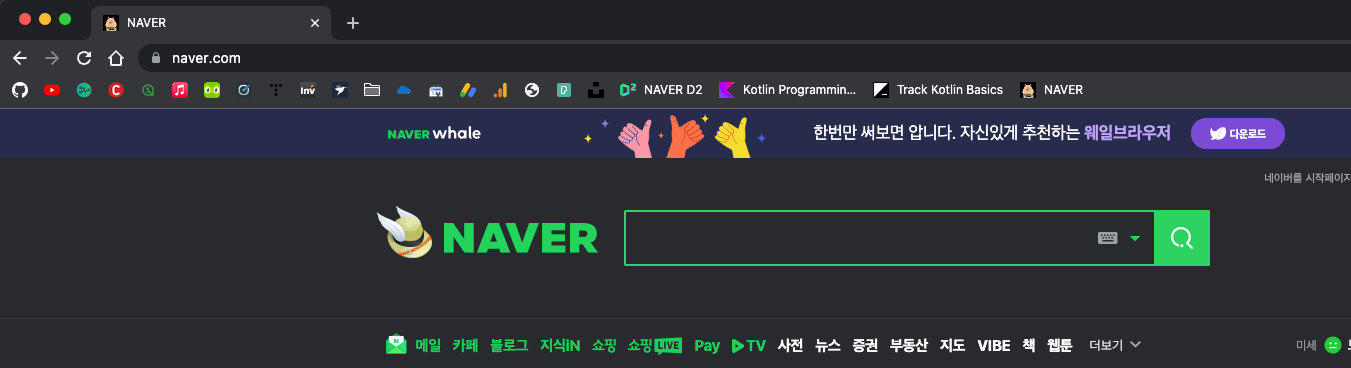 NAVER
naver.com
Inv
NAVER D2
Kotlin Programmin...
Track Kotlin Basics
NAVER
NAVER whale
한번만 써보면 압니다. 자신있게 추천하는 웨일브라우저
다운로드
네이버를 시작페이지
NAVER
메일 카페 블로그 지식iN 쇼핑 쇼핑LIVE Pay TV 사전 뉴스 증권 부동산 지도 VIBE 책 웹툰 더보기
미세